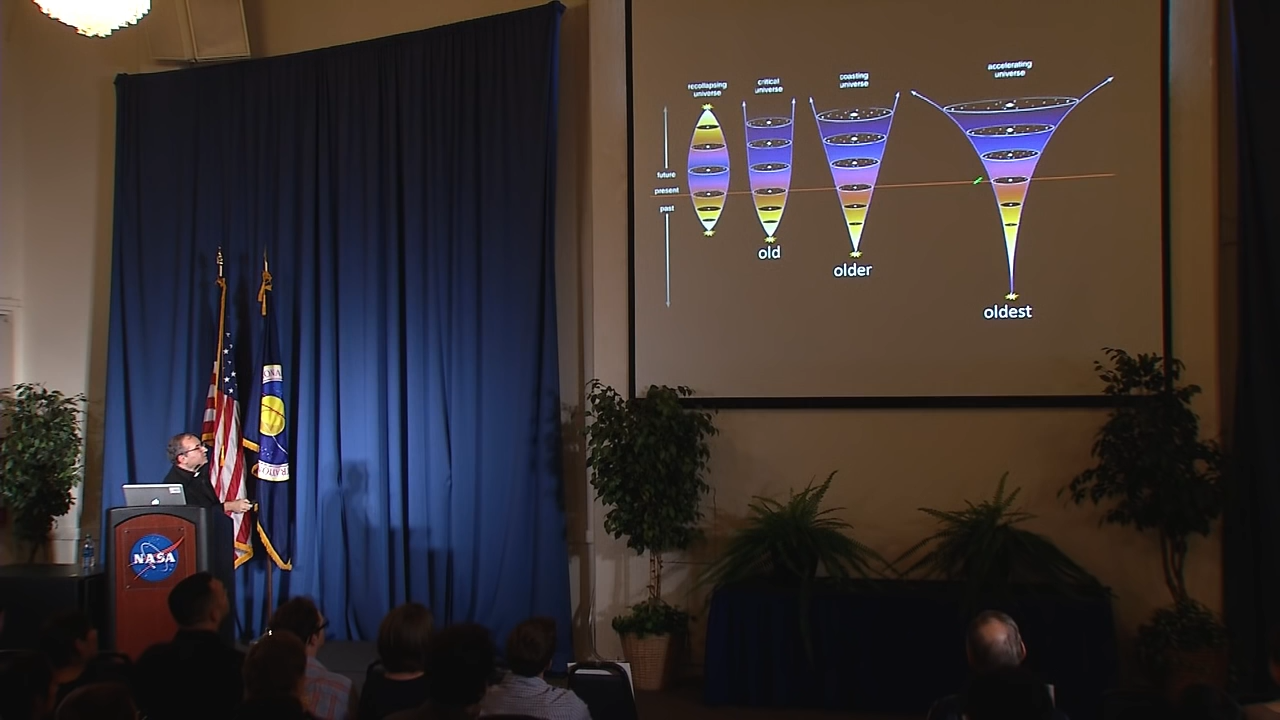 recollapsing
universe
critical
universe
coasting
universe
accelerating
universe
future
present
past
old
older
oldest
NASA